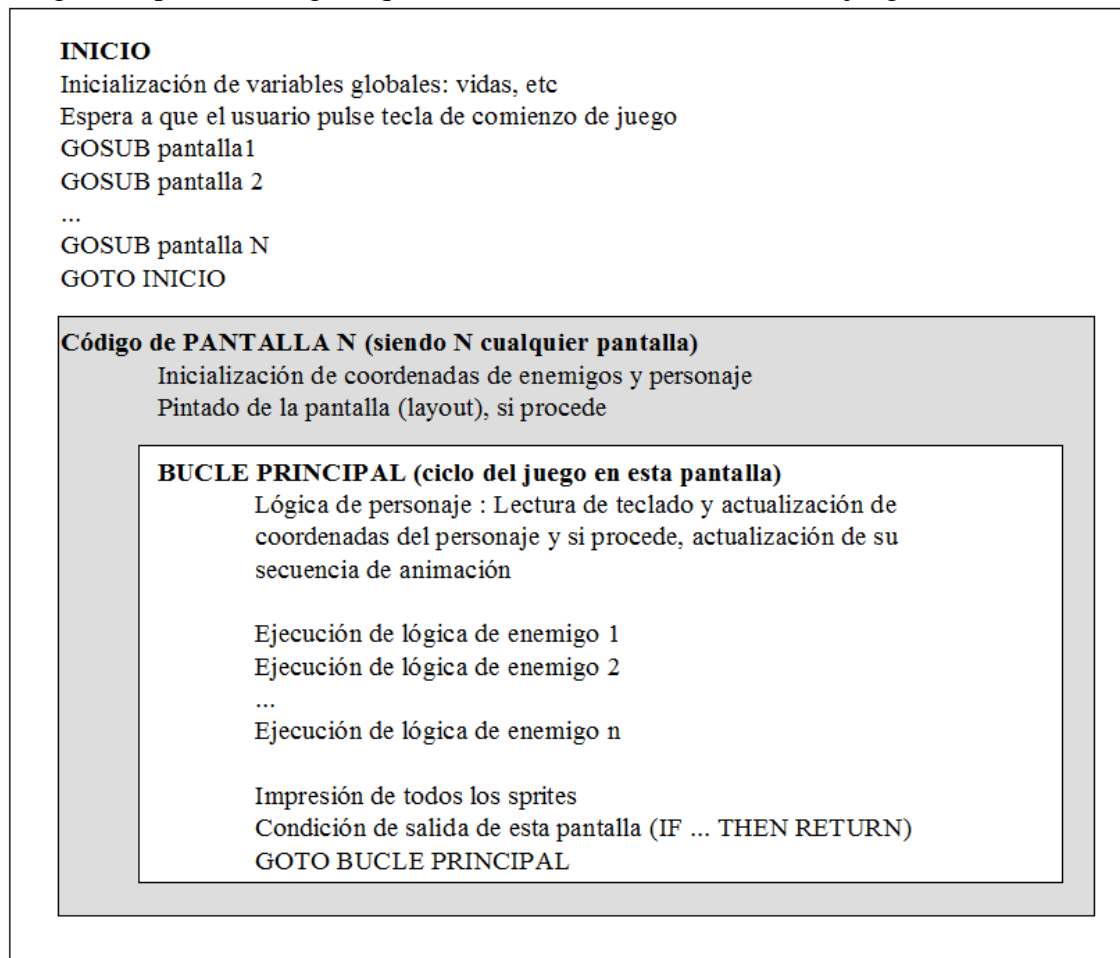 INICIO
Inicialización de variables globales: vidas, etc
Espera a que el usuario pulse tecla de comienzo de juego
GOSUB pantalla1
GOSUB pantalla 2
...
GOSUB pantalla N
GOTO INICIO
Código de PANTALLA N (siendo N cualquier pantalla)
Inicialización de coordenadas de enemigos y personaje
Pintado de la pantalla (layout), si procede
BUCLE PRINCIPAL (ciclo del juego en esta pantalla)
Lógica de personaje : Lectura de teclado y actualización de
coordenadas del personaje y si procede, actualización de su
secuencia de animación
Ejecución de lógica de enemigo 1
Ejecución de lógica de enemigo 2
...
Ejecución de lógica de enemigo n
Impresión de todos los sprites
Condición de salida de esta pantalla (IF ... THEN RETURN)
GOTO BUCLE PRINCIPAL